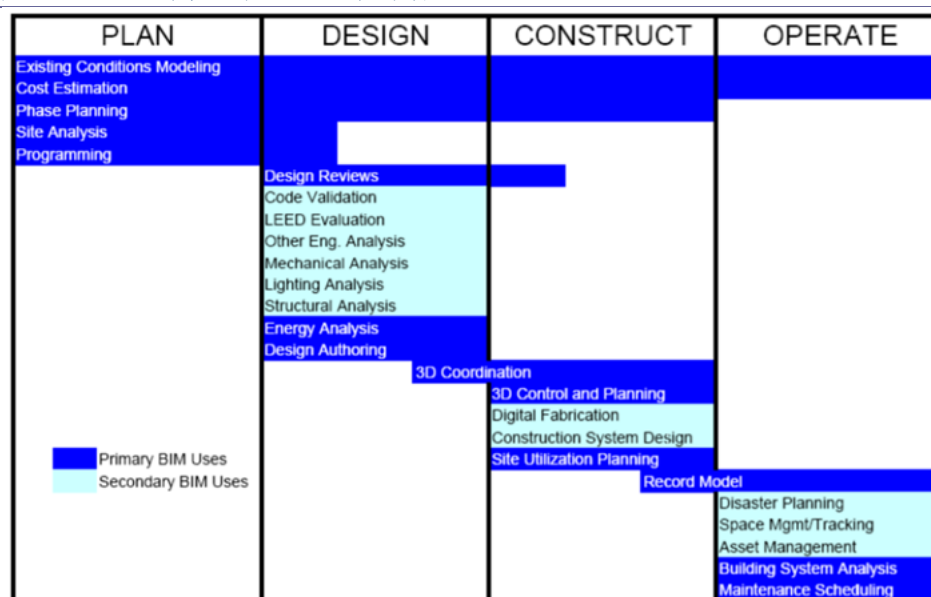 PLAN DESIGN CONSTRUCT OPERATE
Existing Conditions Modeling
Cost Estimation
Phase Planning
Site Analysis
Programming
Design Reviews
Code Validation
LEED Evaluation
Other Eng. Analysis
Mechanical Analysis
Lighting Analysis
Structural Analysis
Energy Analysis
Design Authoring
3D Coordination
3D Control and Planning
Digital Fabrication
Construction System Design
Primary BIM Uses
Site Utilization Planning
Secondary BIM Uses
Record Model
Disaster Planning
Space Mgmt/Tracking
Asset Management
Building System Analysis
Maintenance Scheduling